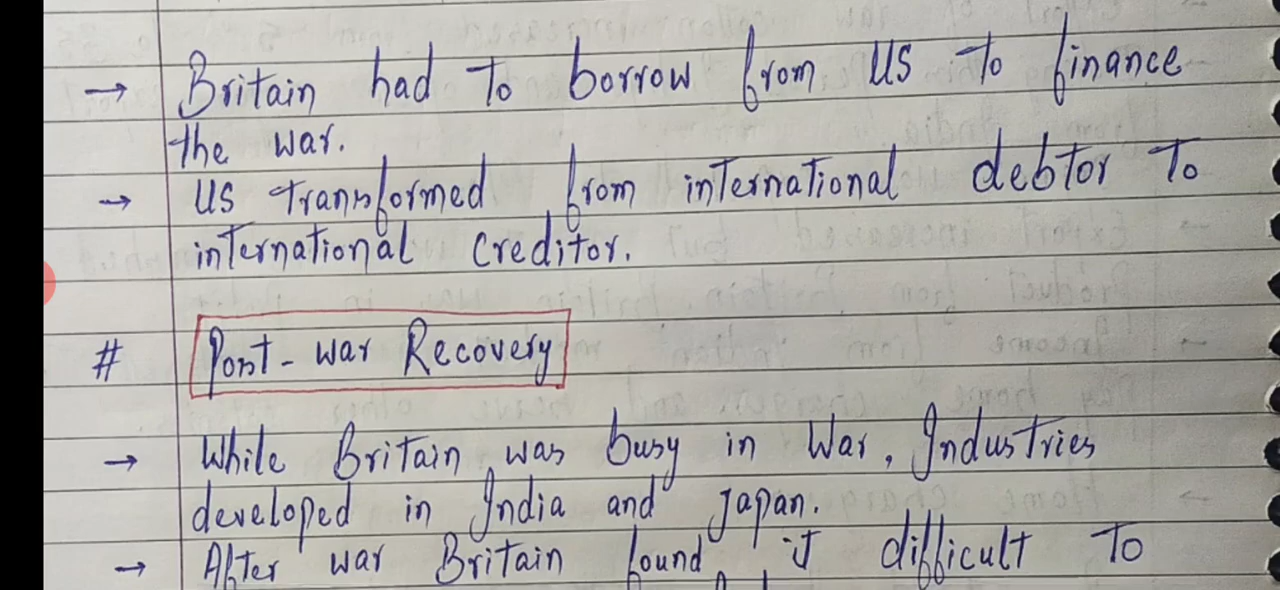 → Britain had to borrow from US to finance
the war.
→ US transformed from international debtor to
international creditor.
# Post-war Recovery
→ While Britain was busy in war, Industries
developed in India and Japan.
→ After war Britain found it difficult to